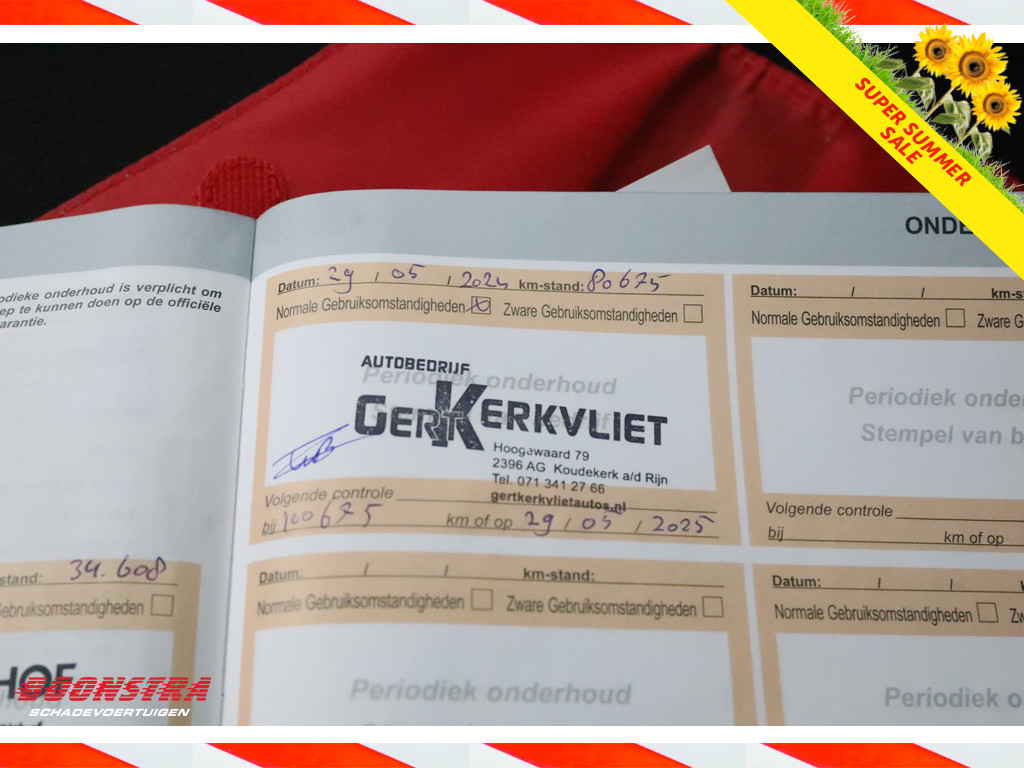 SUPER SUMMER
SALE
ONDE
odieke onderhoud is verplicht om
ep te kunnen doen op de officiële
arantie.
Datum: 29 / 05 / 2024 km-stand: 80675
Normale Gebruiksomstandigheden Zware Gebruiksomstandigheden
AUTOBEDRIJF
Periodiek onderhoud
GERT KERKVLIET
Hoogewaard 79
2396 AG Koudekerk a/d Rijn
Tel. 071 341 27 66
gertkerkvlietautos.nl
Volgende controle
bij 100675 km of op 29 / 05 / 2025
Datum: / / km-st
Normale Gebruiksomstandigheden Zware G
Periodiek onder
Stempel van b
Volgende controle
bij km of op
stand: 34.608
ebruiksomstandigheden
HOF
BOONSTRA
SCHADEVOERTUIGEN
Datum: / / km-stand:
Normale Gebruiksomstandigheden Zware Gebruiksomstandigheden
Periodiek onderhoud
Datum: / /
Normale Gebruiksomstandigheden Zw
Periodiek o